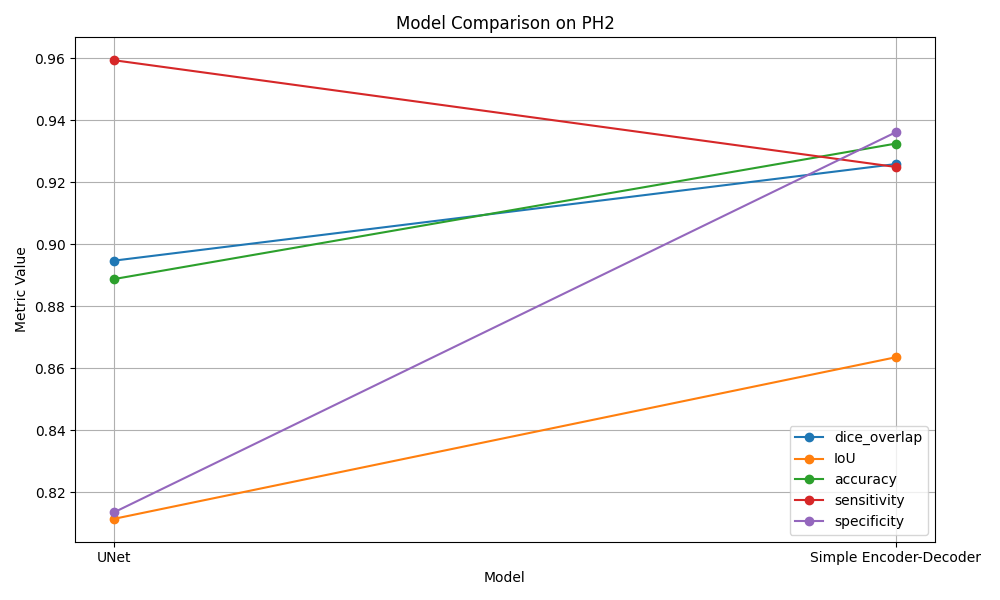 Model Comparison on PH2
Metric Value
0.96
0.94
0.92
0.90
0.88
0.86
0.84
0.82
dice_overlap
IoU
accuracy
sensitivity
specificity
UNet
Simple Encoder-Decoder
Model